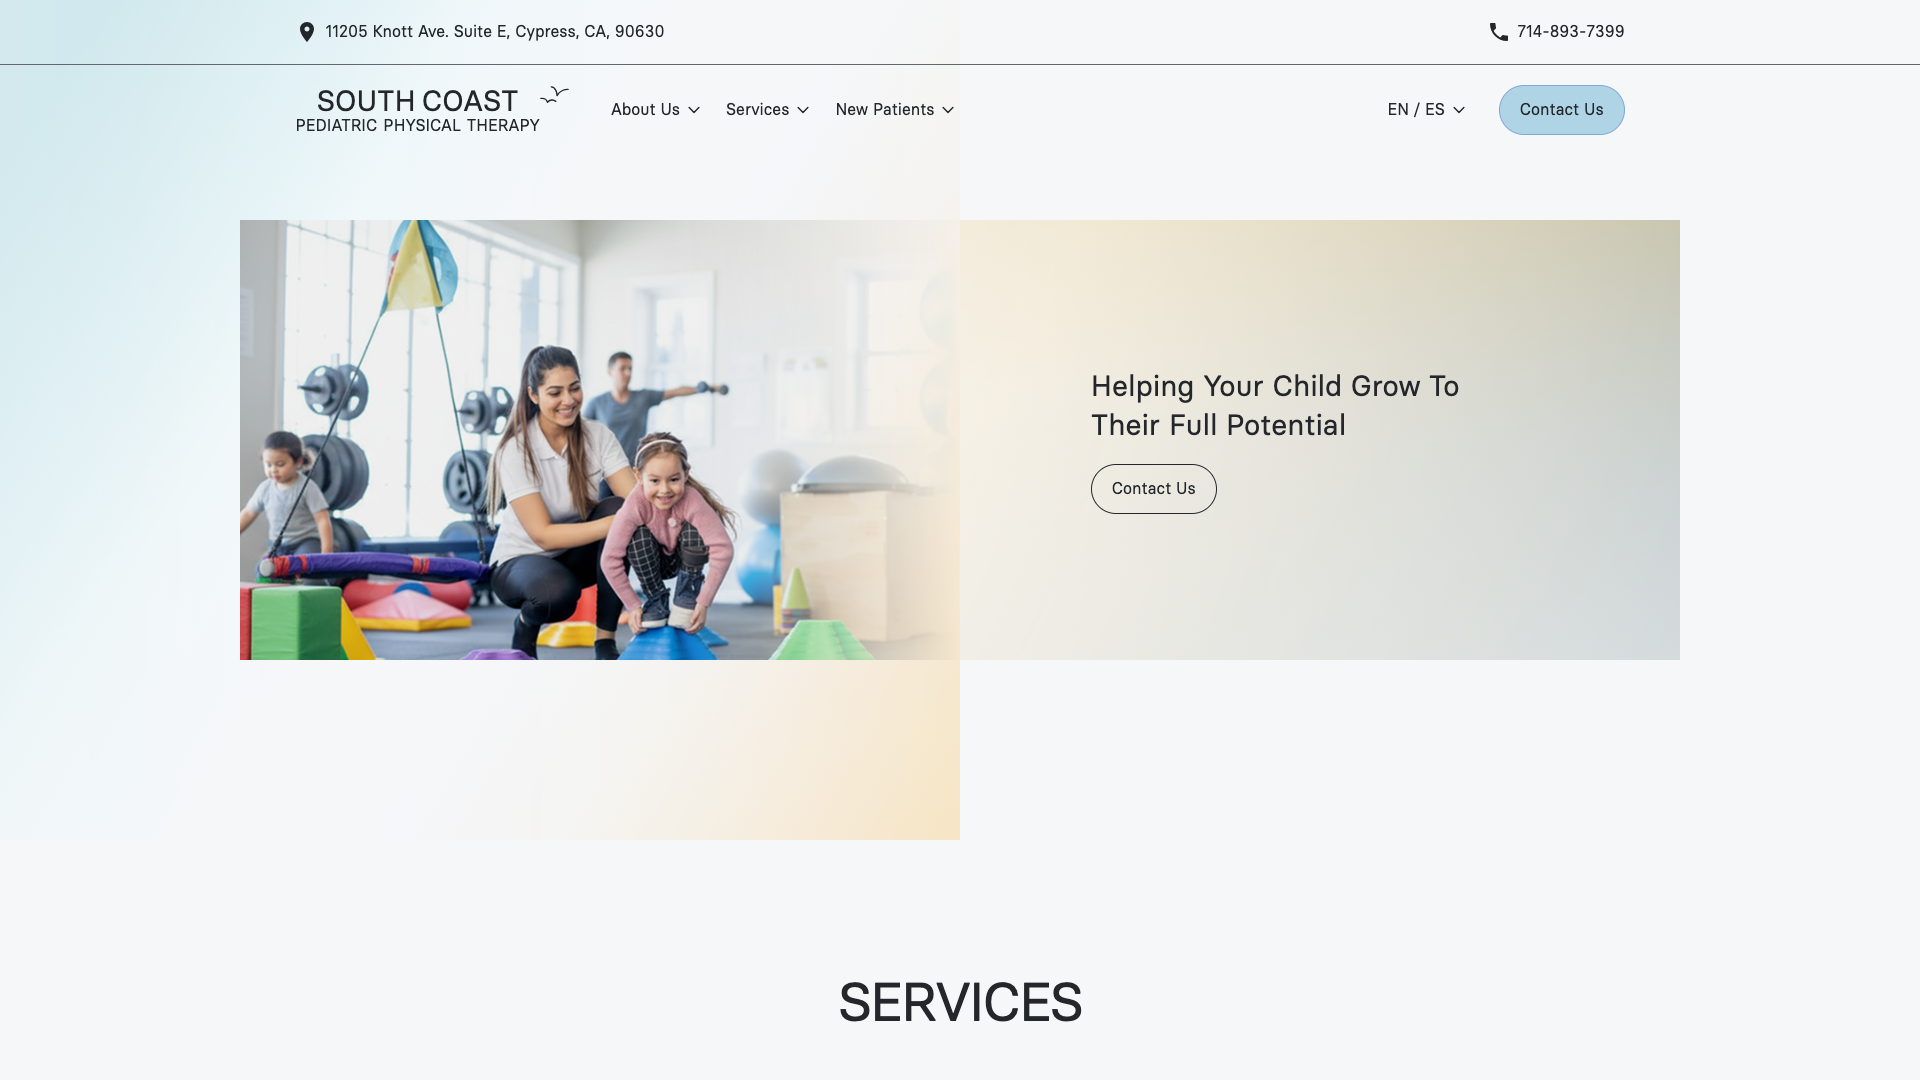 11205 Knott Ave. Suite E, Cypress, CA, 90630
714-893-7399
SOUTH COAST
PEDIATRIC PHYSICAL THERAPY
About Us
Services
New Patients
EN / ES
Contact Us
Helping Your Child Grow To
Their Full Potential
Contact Us
SERVICES